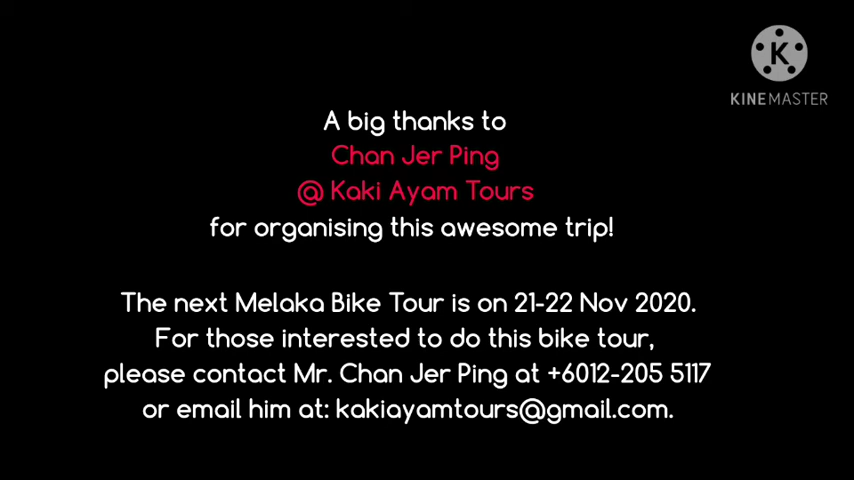 K
KINEMASTER
A big thanks to
Chan Jer Ping
@ Kaki Ayam Tours
for organising this awesome trip!
The next Melaka Bike Tour is on 21-22 Nov 2020.
For those interested to do this bike tour,
please contact Mr. Chan Jer Ping at +6012-205 5117
or email him at: kakiayamtours@gmail.com.